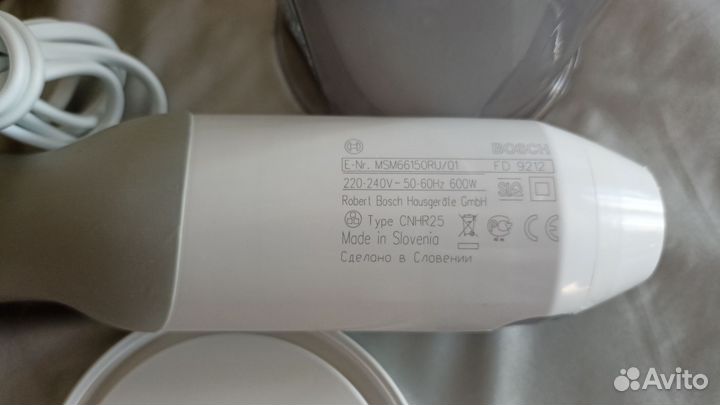 BOSCH
E-Nr. MSM66150RU/01 FD 9212
220-240V~50-60Hz 600W
Robert Bosch Hausgeräte GmbH
Type CNHR25
Made in Slovenia CE
Сделано в Словении
Avito